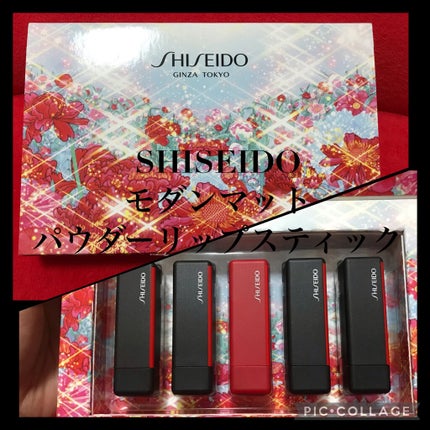 SHISEIDO
GINZA TOKYO
SHISEIDO
モダンマット
パウダーリップスティック
SHISEIDO
SHISEIDO
SHISEIDO
SHISEIDO
SHISEIDO
PIC•COLLAGE